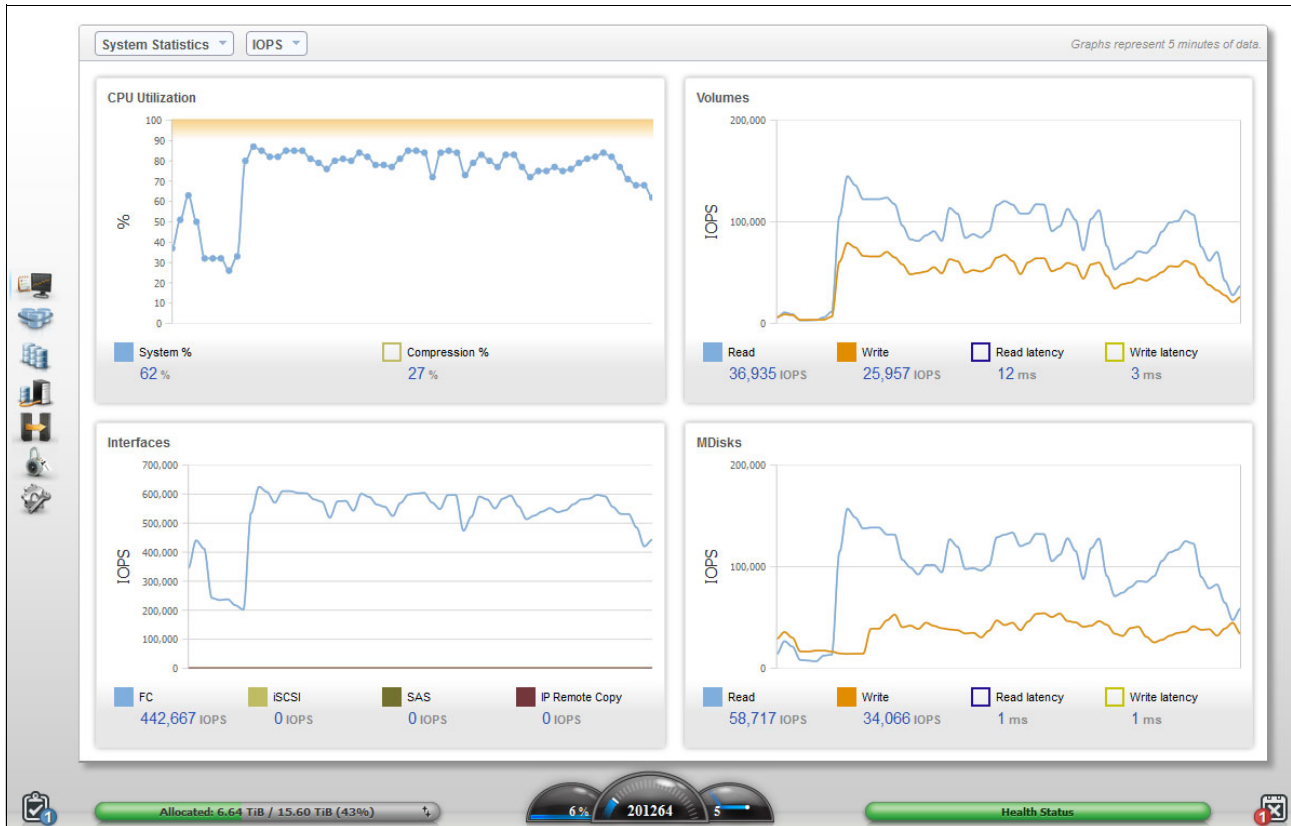 System Statistics IOPS Graphs represent 5 minutes of data.
CPU Utilization
100
90
80
70
60
50
40
30
20
10
0
%
System % Compression %
62 % 27 %
Volumes
200,000
100,000
0
IOPS
Read Write Read latency Write latency
36,935 IOPS 25,957 IOPS 12 ms 3 ms
Interfaces
700,000
600,000
500,000
400,000
300,000
200,000
100,000
0
IOPS
FC iSCSI SAS IP Remote Copy
442,667 IOPS 0 IOPS 0 IOPS 0 IOPS
MDisks
200,000
100,000
0
IOPS
Read Write Read latency Write latency
58,717 IOPS 34,066 IOPS 1 ms 1 ms
1 Allocated: 6.64 TiB / 15.60 TiB (43%) 6% 201264 5 Health Status 1